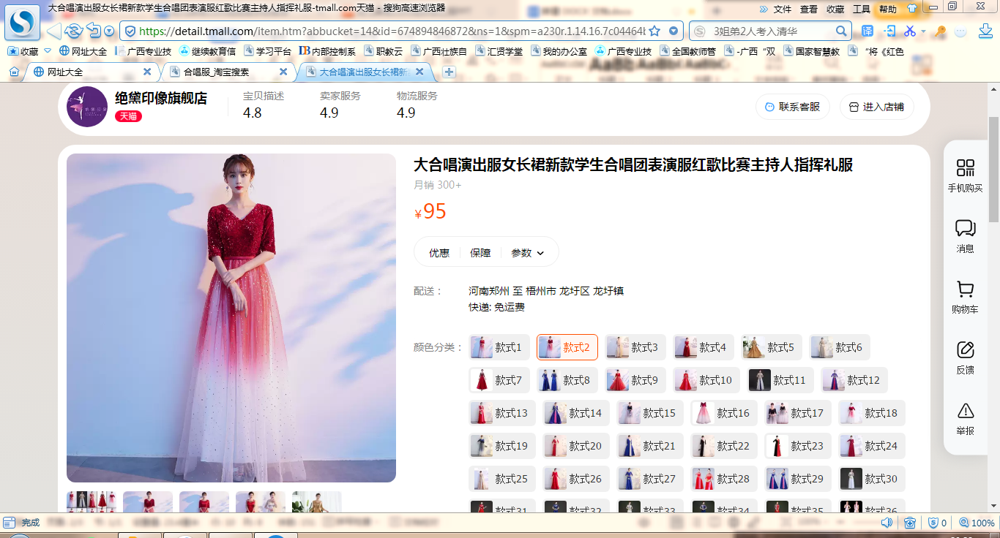 大合唱演出服女长裙新款学生合唱团表演服红歌比赛主持人指挥礼服-tmall.com天猫 - 搜狗高速浏览器
文件 查看 收藏 工具 帮助
https://detail.tmall.com/item.htm?abbucket=14&id=674894846872&ns=1&spm=a230r.1.14.16.7c04464
3姐弟2人考入清华
收藏 网址大全 广西专业技 继续教育信 学习平台 内部控制系 职教云 广西壮族自 汇贤学堂 我的办公室 广西专业技 全国教师管 -广西“双 国家智慧教 “将《红色
网址大全 合唱服_淘宝搜索 大合唱演出服女长裙新
绝黛印像旗舰店
天猫
宝贝描述 卖家服务 物流服务
4.8 4.9 4.9
联系客服 进入店铺
大合唱演出服女长裙新款学生合唱团表演服红歌比赛主持人指挥礼服
月销 300+
¥95
优惠 保障 参数
配送： 河南郑州 至 梧州市 龙圩区 龙圩镇
快递: 免运费
颜色分类： 款式1 款式2 款式3 款式4 款式5 款式6
款式7 款式8 款式9 款式10 款式11 款式12
款式13 款式14 款式15 款式16 款式17 款式18
款式19 款式20 款式21 款式22 款式23 款式24
款式25 款式26 款式27 款式28 款式29 款式30
款式31 款式32 款式33 款式34 款式35 款式36
手机购买
消息
购物车
反馈
举报
完成
0
100%